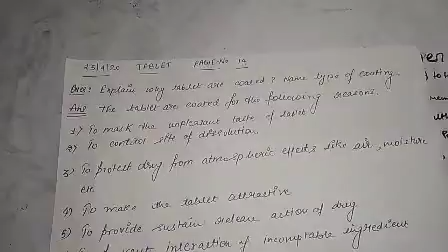 23/4/20 TABLET PAGE-NO 14
Ques: Explain why tablet are coated? Name type of coating.
Ans The tablet are coated for the following reasons.
1) To mask the unpleasant taste of tablet
2) To control site of dissolution.
3) To protect drug from atmospheric effects like air, moisture
etc
4) To make the tablet attractive
5) To provide sustain release action of drug
interaction of incomptable ingredient